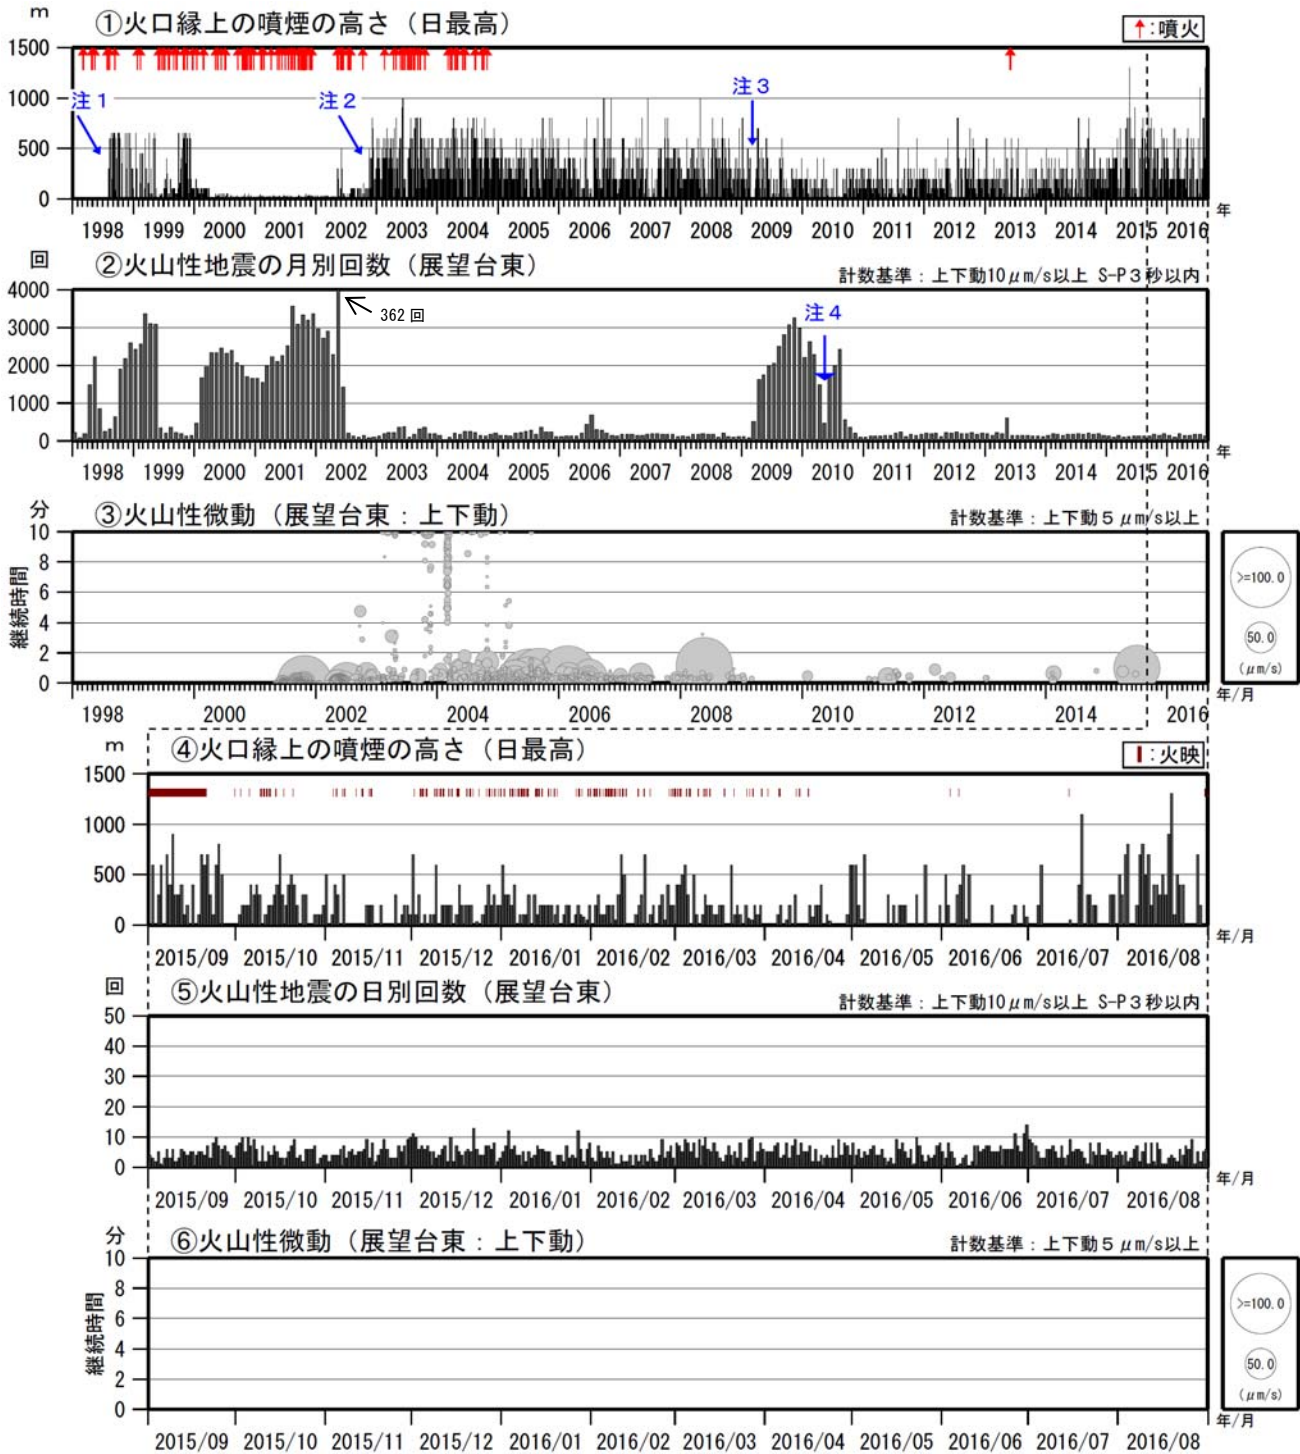 m ①火口縁上の噴煙の高さ（日最高） ↑:噴火
1500
1000
500
0
注1 注2 注3
1998 1999 2000 2001 2002 2003 2004 2005 2006 2007 2008 2009 2010 2011 2012 2013 2014 2015 2016 年
回 ②火山性地震の月別回数（展望台東） 計数基準：上下動10μm/s以上 S-P3秒以内
4000
3000
2000
1000
0
362 回
注4
1998 1999 2000 2001 2002 2003 2004 2005 2006 2007 2008 2009 2010 2011 2012 2013 2014 2015 2016 年
分 ③火山性微動（展望台東：上下動） 計数基準：上下動5μm/s以上
継続時間
10
8
6
4
2
0
>=100.0
50.0
(μm/s)
1998 2000 2002 2004 2006 2008 2010 2012 2014 2016 年/月
m ④火口縁上の噴煙の高さ（日最高） :火映
1500
1000
500
0
2015/09 2015/10 2015/11 2015/12 2016/01 2016/02 2016/03 2016/04 2016/05 2016/06 2016/07 2016/08 年/月
回 ⑤火山性地震の日別回数（展望台東） 計数基準：上下動10μm/s以上 S-P3秒以内
50
40
30
20
10
0
2015/09 2015/10 2015/11 2015/12 2016/01 2016/02 2016/03 2016/04 2016/05 2016/06 2016/07 2016/08 年/月
分 ⑥火山性微動（展望台東：上下動） 計数基準：上下動5μm/s以上
継続時間
10
8
6
4
2
0
>=100.0
50.0
(μm/s)
2015/09 2015/10 2015/11 2015/12 2016/01 2016/02 2016/03 2016/04 2016/05 2016/06 2016/07 2016/08 年/月